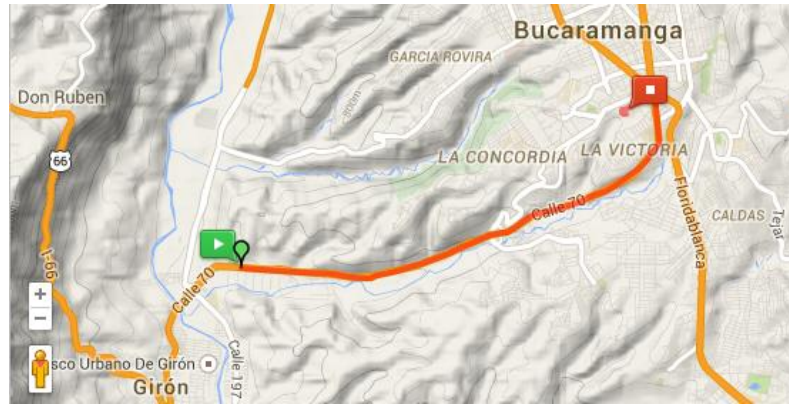 Bucaramanga
GARCIA ROVIRA
Don Ruben
66
LA CONCORDIA
LA VICTORIA
Calle 70
Floridablanca
CALDAS
Tejar
I-66
Calle 70
+
−
Calle 197
sco Urbano De Girón
Girón